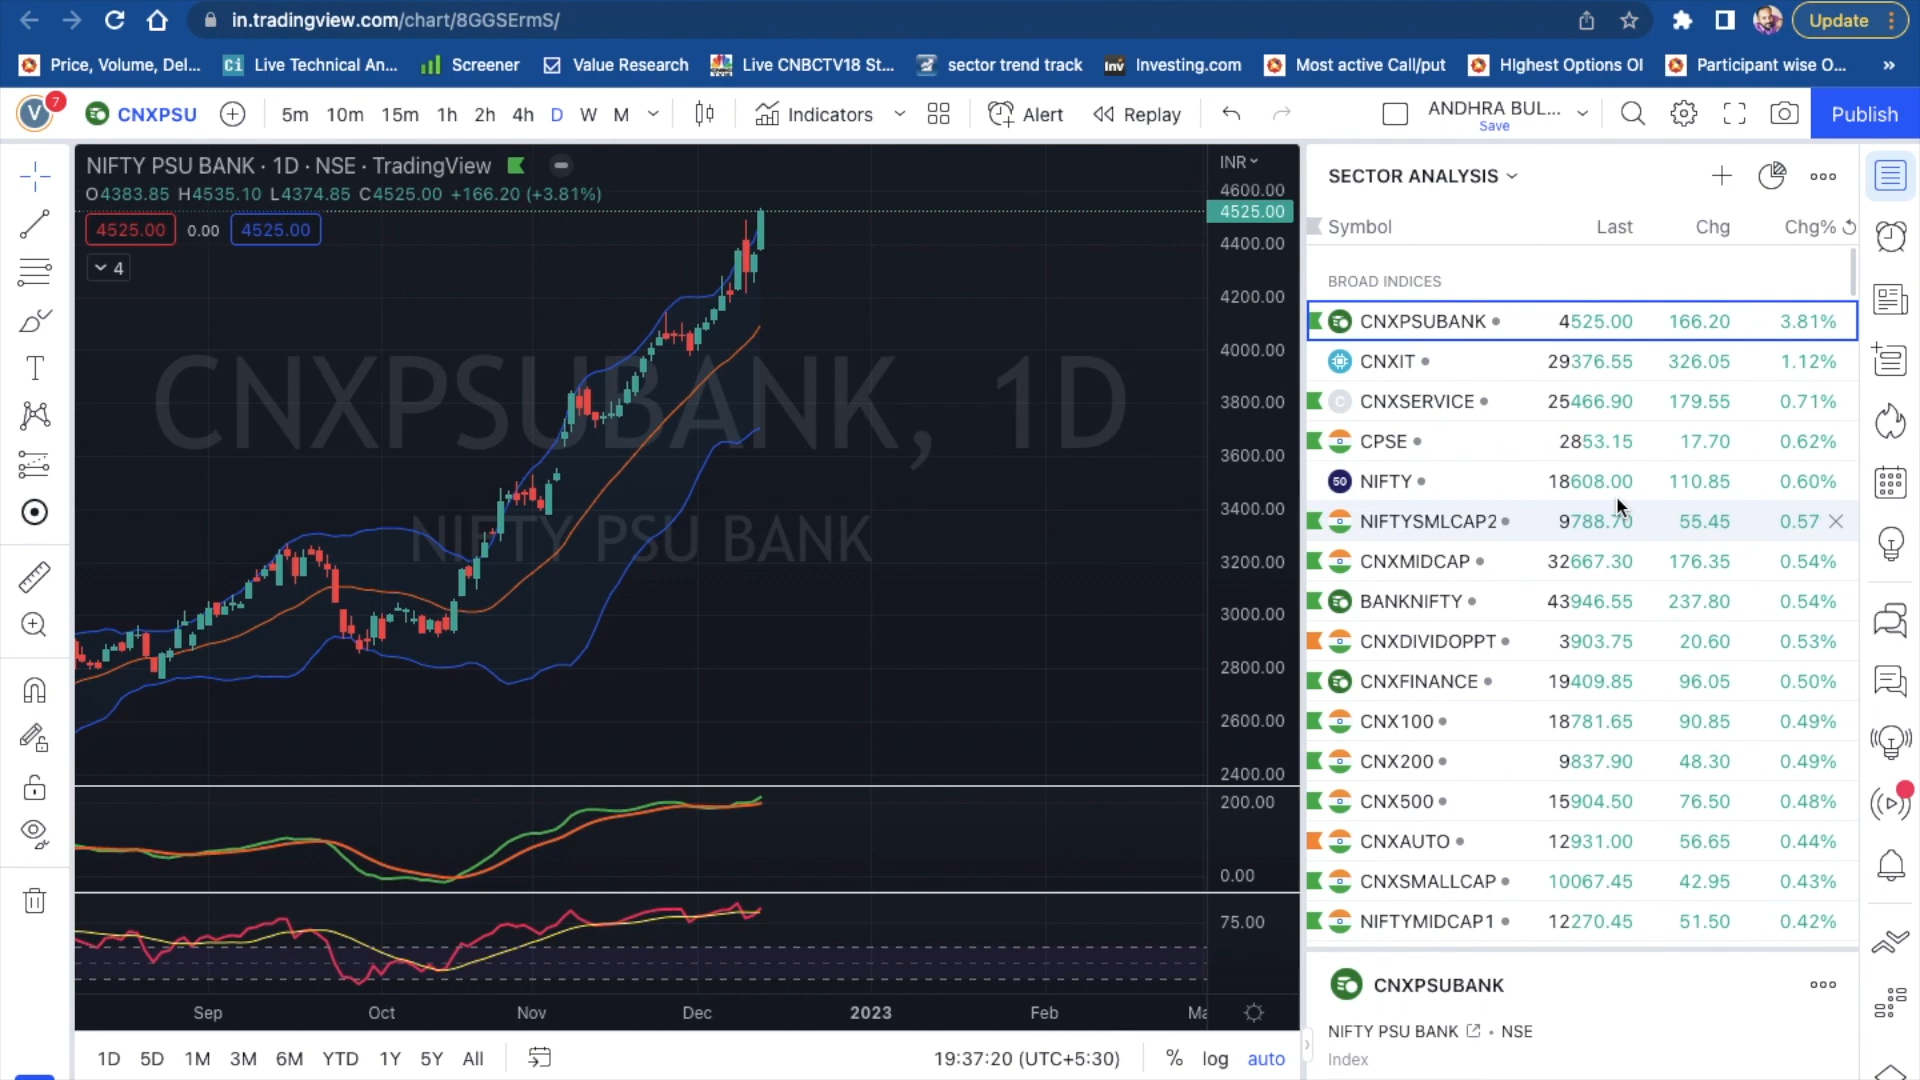 in.tradingview.com/chart/8GGSErmS/
Update
Price, Volume, Del...
Ci
Live Technical An...
Screener
Value Research
Live CNBCTV18 St...
sector trend track
Inv
Investing.com
Most active Call/put
HIghest Options OI
Participant wise O...
»
V
7
CNXPSU
5m 10m 15m 1h 2h 4h D W M
Indicators
Alert
Replay
ANDHRA BUL...
Save
Publish
NIFTY PSU BANK · 1D · NSE · TradingView
O4383.85 H4535.10 L4374.85 C4525.00 +166.20 (+3.81%)
4525.00 0.00 4525.00
4
CNXPSUBANK, 1D
NIFTY PSU BANK
INR
4600.00
4525.00
4400.00
4200.00
4000.00
3800.00
3600.00
3400.00
3200.00
3000.00
2800.00
2600.00
2400.00
200.00
0.00
75.00
Sep Oct Nov Dec 2023 Feb Ma
1D 5D 1M 3M 6M YTD 1Y 5Y All
19:37:20 (UTC+5:30) % log auto
SECTOR ANALYSIS
Symbol Last Chg Chg%
BROAD INDICES
CNXPSUBANK 4525.00 166.20 3.81%
CNXIT 29376.55 326.05 1.12%
C CNXSERVICE 25466.90 179.55 0.71%
CPSE 2853.15 17.70 0.62%
50 NIFTY 18608.00 110.85 0.60%
NIFTYSMLCAP2 9788.70 55.45 0.57
CNXMIDCAP 32667.30 176.35 0.54%
BANKNIFTY 43946.55 237.80 0.54%
CNXDIVIDOPPT 3903.75 20.60 0.53%
CNXFINANCE 19409.85 96.05 0.50%
CNX100 18781.65 90.85 0.49%
CNX200 9837.90 48.30 0.49%
CNX500 15904.50 76.50 0.48%
CNXAUTO 12931.00 56.65 0.44%
CNXSMALLCAP 10067.45 42.95 0.43%
NIFTYMIDCAP1 12270.45 51.50 0.42%
CNXPSUBANK
NIFTY PSU BANK • NSE
Index